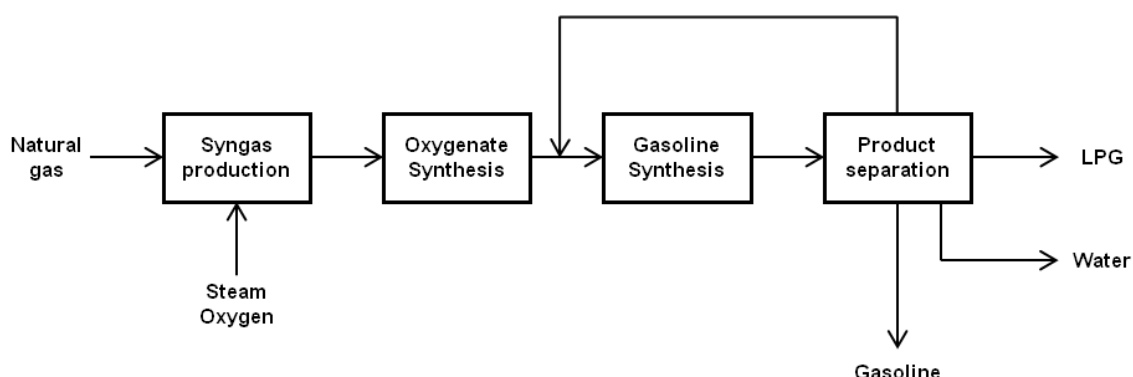 Natural
gas
Syngas
production
Oxygenate
Synthesis
Gasoline
Synthesis
Product
separation
LPG
Water
Steam
Oxygen
Gasoline